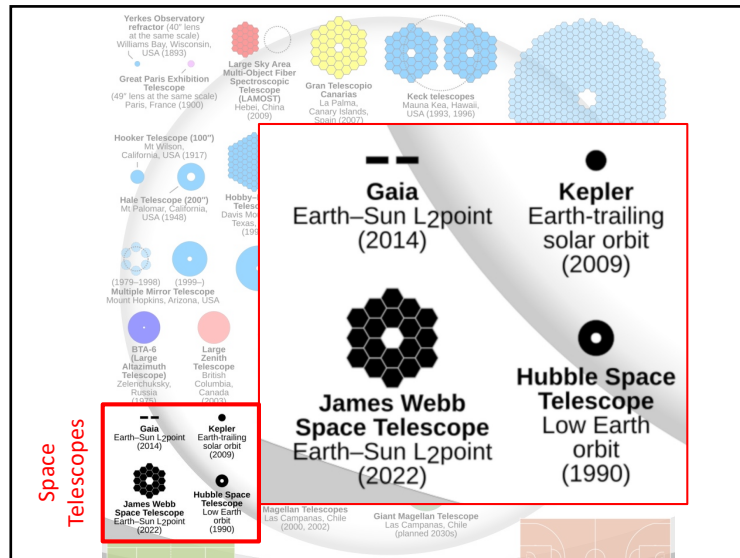 Yerkes Observatory
refractor (40" lens
at the same scale)
Williams Bay, Wisconsin,
USA (1893)
Great Paris Exhibition
Telescope
(49" lens at the same scale)
Paris, France (1900)
Large Sky Area
Multi-Object Fiber
Spectroscopic
Telescope
(LAMOST)
Hebei, China
(2009)
Gran Telescopio
Canarias
La Palma,
Canary Islands,
Spain (2007)
Keck telescopes
Mauna Kea, Hawaii,
USA (1993, 1996)
Hooker Telescope (100")
Mt Wilson,
California, USA (1917)
Hale Telescope (200")
Mt Palomar, California,
USA (1948)
Hobby–
Telesc
Davis Mo
Texas,
(199
(1979–1998) (1999–)
Multiple Mirror Telescope
Mount Hopkins, Arizona, USA
BTA-6
(Large
Altazimuth
Telescope)
Zelenchuksky,
Russia
(1975)
Large
Zenith
Telescope
British
Columbia,
Canada
(2003)
Space
Telescopes
Gaia
Earth–Sun L2point
(2014)
Kepler
Earth-trailing
solar orbit
(2009)
James Webb
Space Telescope
Earth–Sun L2point
(2022)
Hubble Space
Telescope
Low Earth
orbit
(1990)
Gaia
Earth–Sun L2point
(2014)
Kepler
Earth-trailing
solar orbit
(2009)
James Webb
Space Telescope
Earth–Sun L2point
(2022)
Hubble Space
Telescope
Low Earth
orbit
(1990)
Magellan Telescopes
Las Campanas, Chile
(2000, 2002)
Giant Magellan Telescope
Las Campanas, Chile
(planned 2030s)